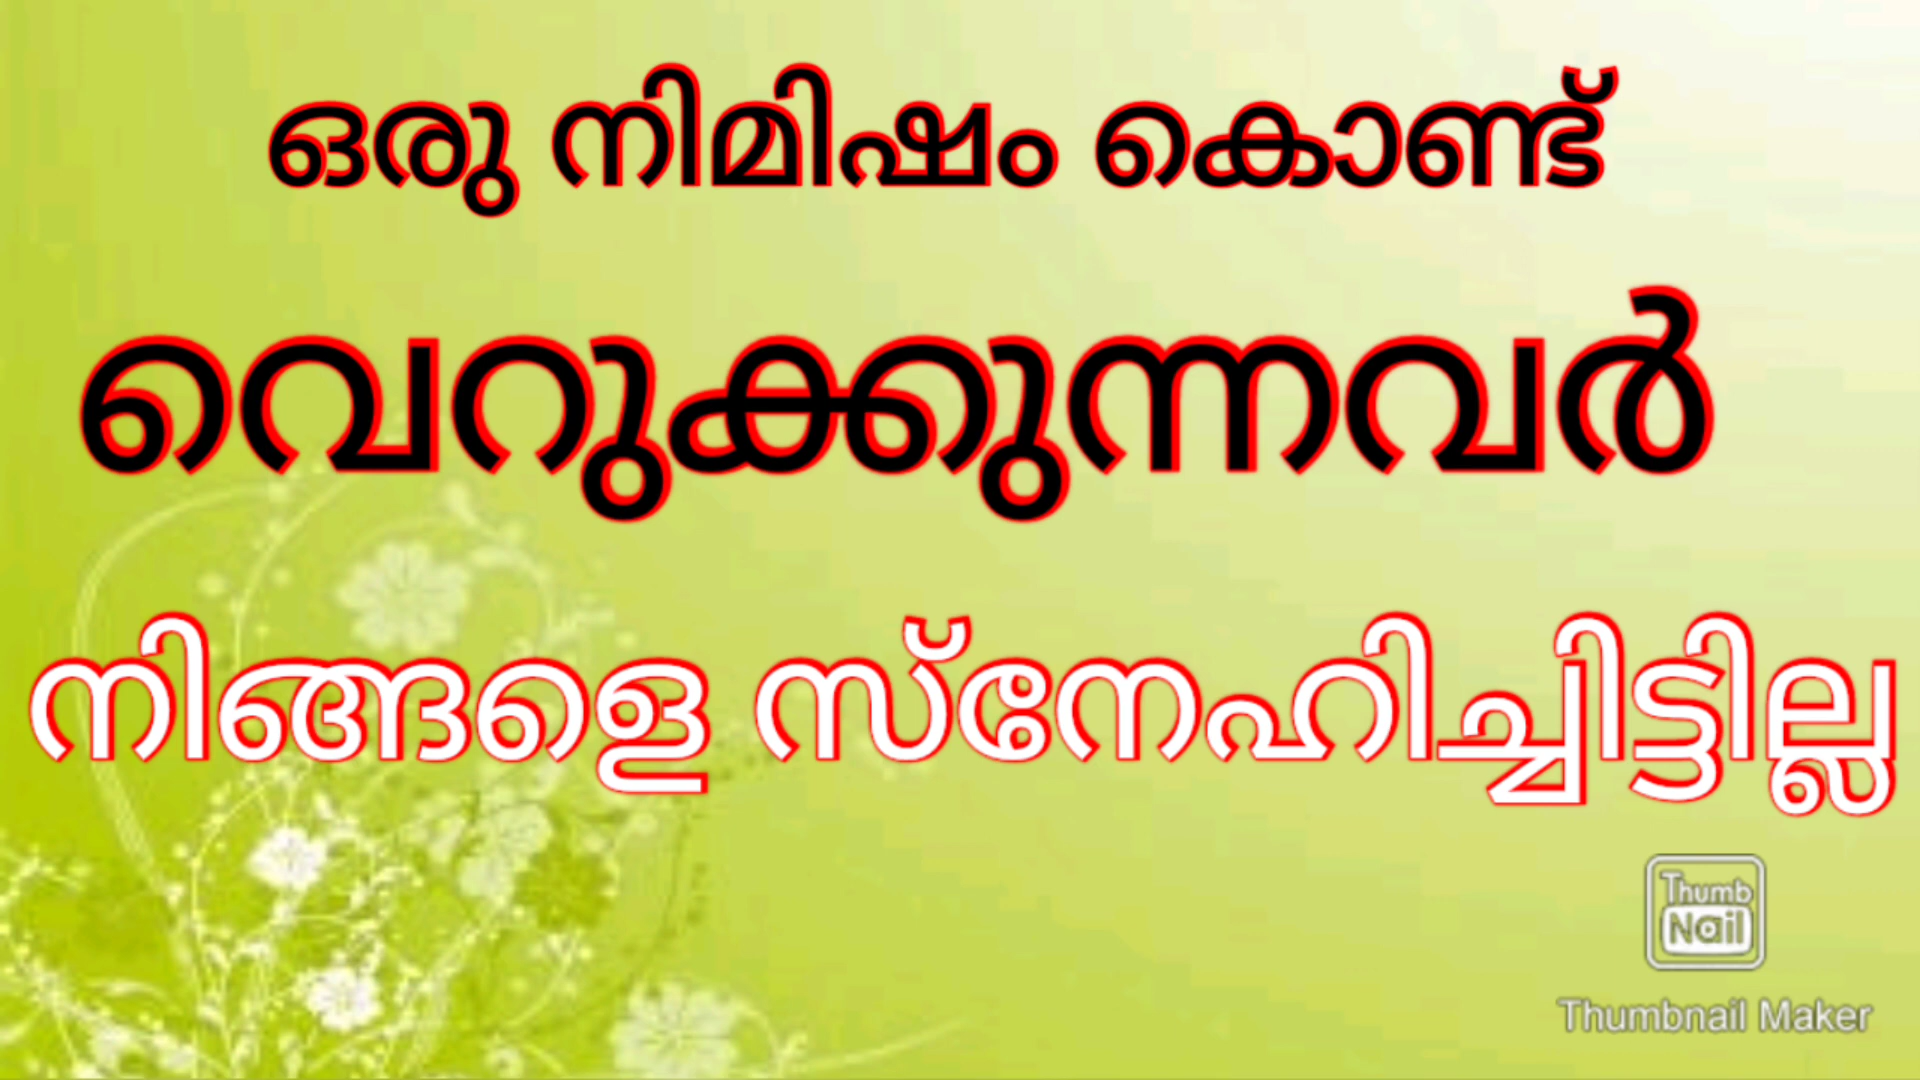 ഒരു നിമിഷം കൊണ്ട്
വെറുക്കുന്നവർ
നിങ്ങളെ സ്നേഹിച്ചിട്ടില്ല
Thumb
Nail
Thumbnail Maker